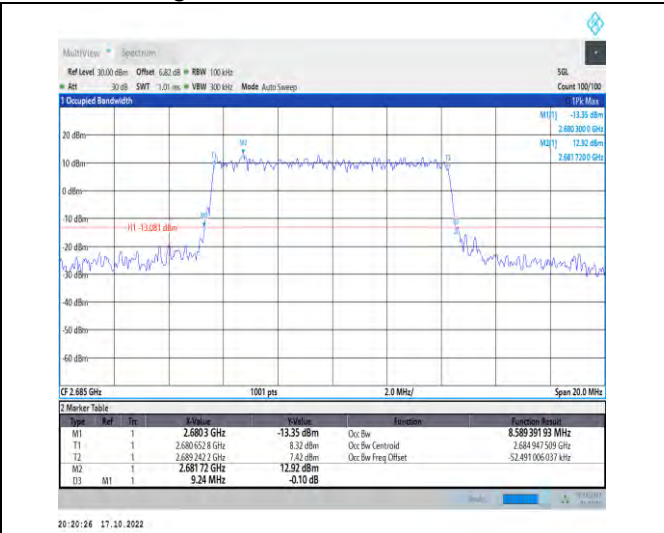 MultiView Spectrum
Ref Level 30.00 dBm Offset 6.82 dB RBW 100 kHz SGL
Att 30 dB SWT 1.01 ms VBW 300 kHz Mode Auto Sweep Count 100/100
1 Occupied Bandwidth 1Pk Max
M1[1] -13.35 dBm
2.680 300 0 GHz
M2[1] 12.92 dBm
2.681 720 0 GHz
20 dBm
M2
T1 T2
10 dBm
0 dBm
-10 dBm
H1 -13.081 dBm
-20 dBm
-30 dBm
-40 dBm
-50 dBm
-60 dBm
CF 2.685 GHz 1001 pts 2.0 MHz/ Span 20.0 MHz
2 Marker Table
Type Ref Trc X-Value Y-Value Function Function Result
M1 1 2.6803 GHz -13.35 dBm Occ Bw 8.589 391 93 MHz
T1 1 2.680 652 8 GHz 8.32 dBm Occ Bw Centroid 2.684 947 509 GHz
T2 1 2.689 242 2 GHz 7.42 dBm Occ Bw Freq Offset -52.491 006 037 kHz
M2 1 2.681 72 GHz 12.92 dBm
D3 M1 1 9.24 MHz -0.10 dB
20:20:26 17.10.2022